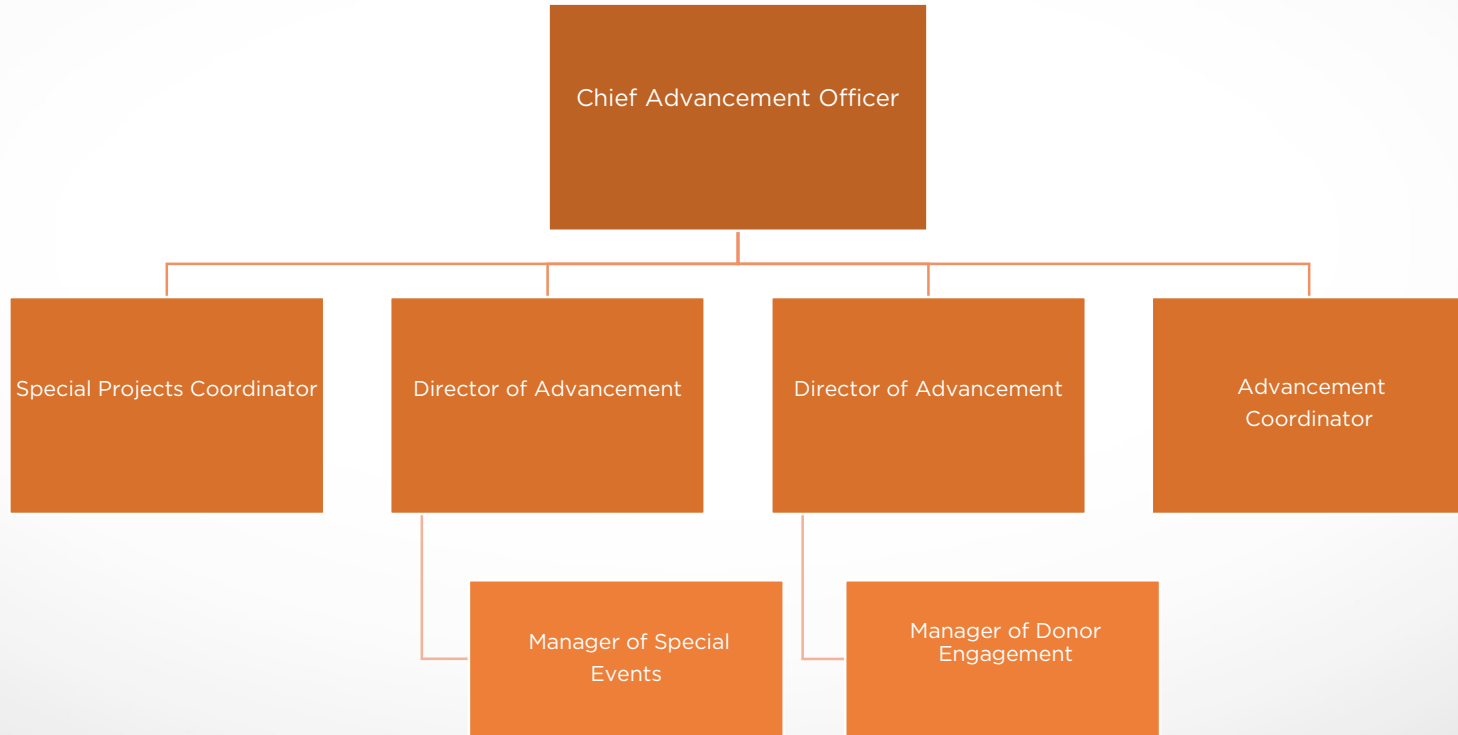 Chief Advancement Officer
Special Projects Coordinator
Director of Advancement
Director of Advancement
Advancement
Coordinator
Manager of Special
Events
Manager of Donor
Engagement